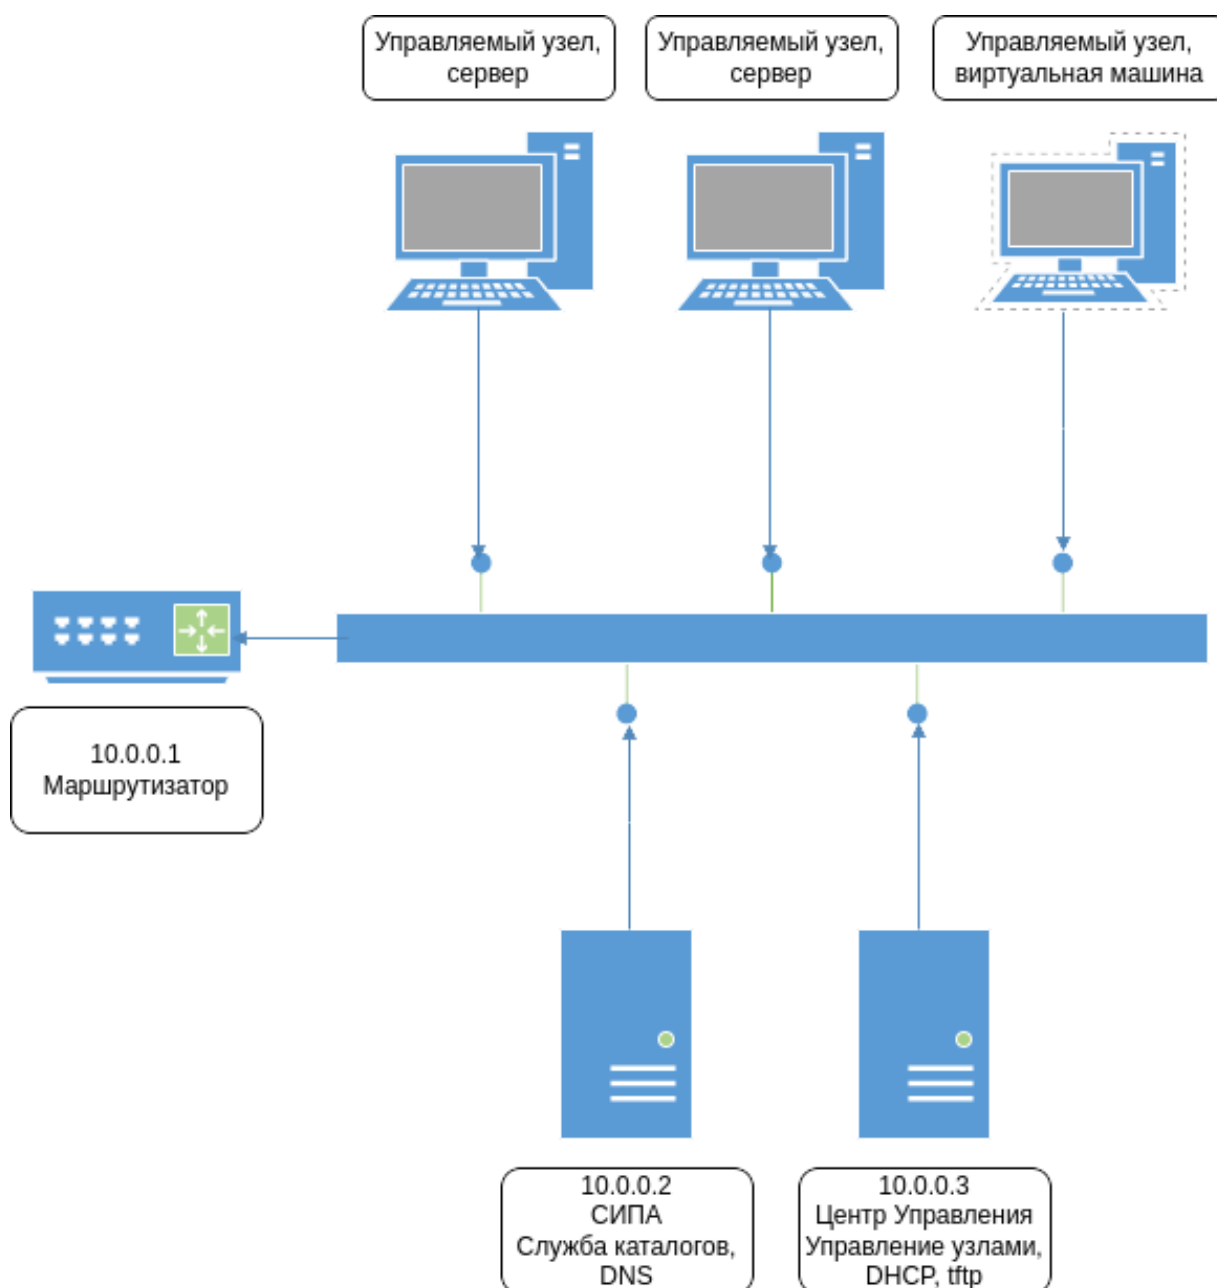 Управляемый узел,
сервер
Управляемый узел,
сервер
Управляемый узел,
виртуальная машина
10.0.0.1
Маршрутизатор
10.0.0.2
СИПА
Служба каталогов,
DNS
10.0.0.3
Центр Управления
Управление узлами,
DHCP, tftp